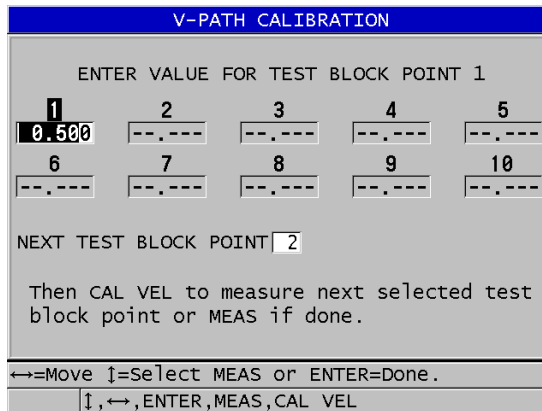 V-PATH CALIBRATION
ENTER VALUE FOR TEST BLOCK POINT 1
1 2 3 4 5
0.500 --.--- --.--- --.--- --.---
6 7 8 9 10
--.--- --.--- --.--- --.--- --.---
NEXT TEST BLOCK POINT 2
Then CAL VEL to measure next selected test
block point or MEAS if done.
↔=Move ↕=Select MEAS or ENTER=Done.
↕,↔,ENTER,MEAS,CAL VEL